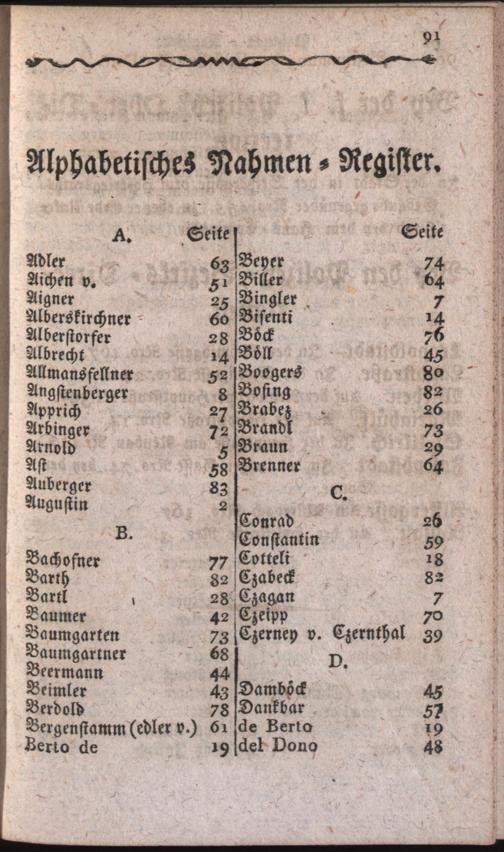 91
Alphabetisches Nahmen-Register.
A. Seite
Adler 63
Aichen v. 51
Aigner 25
Alberskirchner 60
Alberstorfer 28
Albrecht 14
Allmansfellner 52
Angstenberger 8
Apprich 27
Arbinger 72
Arnold 5
Ast 58
Auberger 83
Augustin 2
B.
Bachofner 77
Barth 82
Bartl 28
Baumer 42
Baumgarten 73
Baumgartner 68
Beermann 44
Beimler 43
Berdold 78
Bergenstamm (edler v.) 61
Berto de 19
Seite
Beyer 74
Biller 64
Bingler 7
Bisenti 14
Böck 76
Böll 45
Boogers 80
Bosing 82
Brabez 26
Brandl 73
Braun 29
Brenner 64
C.
Conrad 26
Constantin 59
Cotteli 18
Czabeck 82
Czagan 7
Czeipp 70
Czerney v. Czernthal 39
D.
Damböck 45
Dankbar 57
de Berto 19
del Dono 48